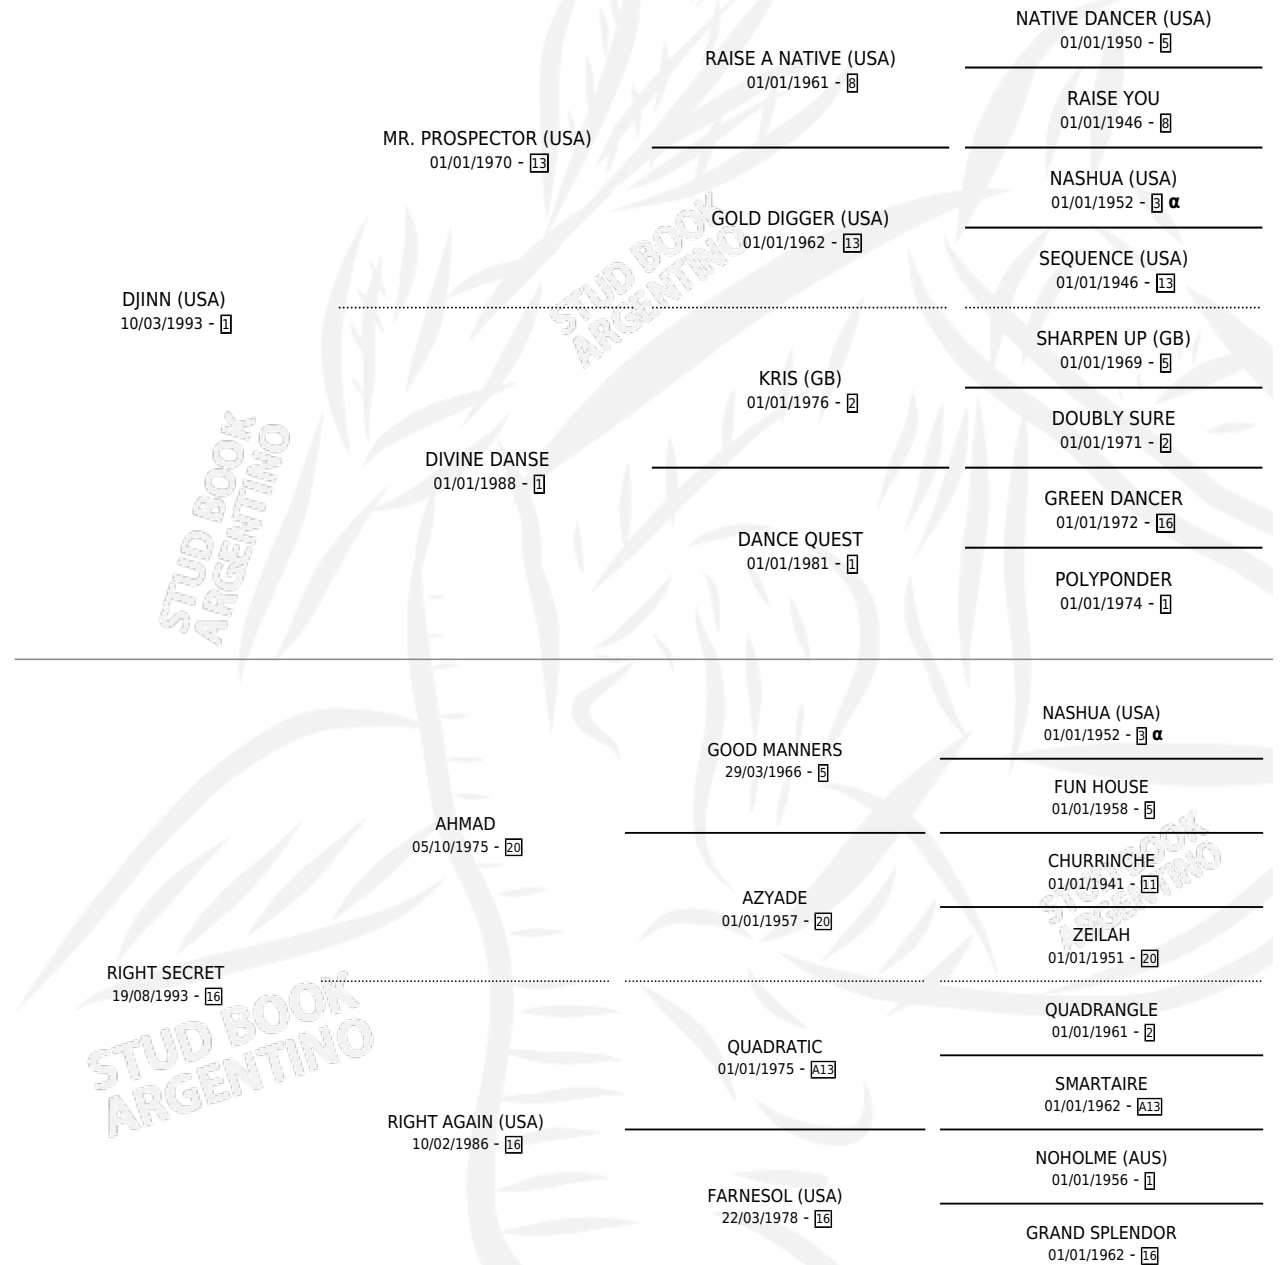 NATIVE DANCER (USA)
01/01/1950 - 5
RAISE A NATIVE (USA)
01/01/1961 - 8
RAISE YOU
01/01/1946 - 8
MR. PROSPECTOR (USA)
01/01/1970 - 13
NASHUA (USA)
01/01/1952 - 3 α
GOLD DIGGER (USA)
01/01/1962 - 13
SEQUENCE (USA)
01/01/1946 - 13
DJINN (USA)
10/03/1993 - 1
SHARPEN UP (GB)
01/01/1969 - 5
KRIS (GB)
01/01/1976 - 2
DOUBLY SURE
01/01/1971 - 2
DIVINE DANSE
01/01/1988 - 1
GREEN DANCER
01/01/1972 - 16
DANCE QUEST
01/01/1981 - 1
POLYPONDER
01/01/1974 - 1
NASHUA (USA)
01/01/1952 - 3 α
GOOD MANNERS
29/03/1966 - 5
FUN HOUSE
01/01/1958 - 5
AHMAD
05/10/1975 - 20
CHURRINCHE
01/01/1941 - 11
AZYADE
01/01/1957 - 20
ZEILAH
01/01/1951 - 20
RIGHT SECRET
19/08/1993 - 16
QUADRANGLE
01/01/1961 - 2
QUADRATIC
01/01/1975 - A13
SMARTAIRE
01/01/1962 - A13
RIGHT AGAIN (USA)
10/02/1986 - 16
NOHOLME (AUS)
01/01/1956 - 1
FARNESOL (USA)
22/03/1978 - 16
GRAND SPLENDOR
01/01/1962 - 16
STUD BOOK
ARGENTINO
STUD BOOK
ARGENTINO
STUD BOOK
ARGENTINO
STUD BOOK
ARGENTINO